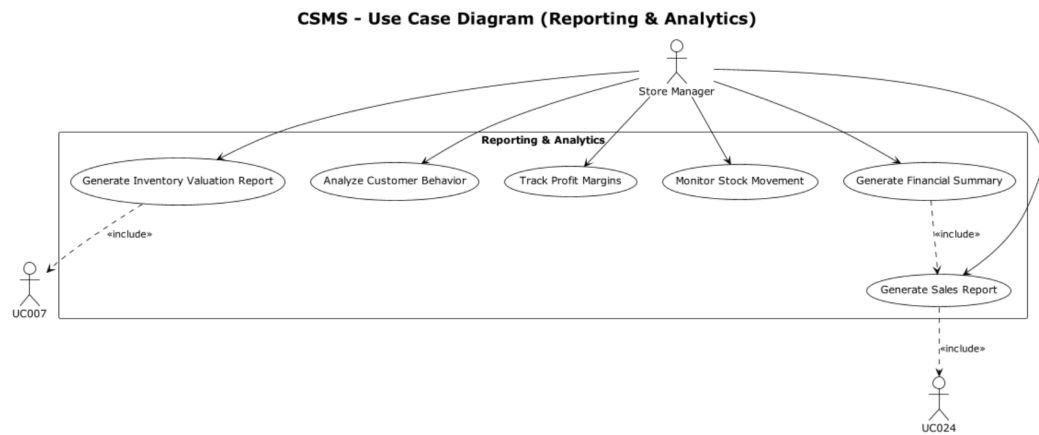 CSMS - Use Case Diagram (Reporting & Analytics)
Store Manager
Reporting & Analytics
Generate Inventory Valuation Report
Analyze Customer Behavior
Track Profit Margins
Monitor Stock Movement
Generate Financial Summary
«include»
«include»
Generate Sales Report
UC007
«include»
UC024